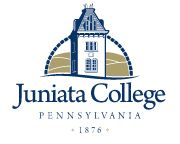 Juniata College
PENNSYLVANIA
• 1876 •